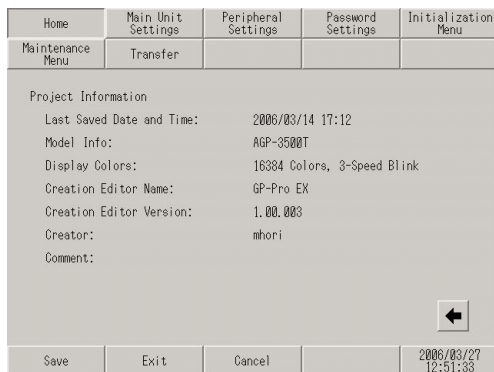 Home
Main Unit
Settings
Peripheral
Settings
Password
Settings
Initialization
Menu
Maintenance
Menu
Transfer
Project Information
Last Saved Date and Time: 2006/03/14 17:12
Model Info: AGP-3500T
Display Colors: 16384 Colors, 3-Speed Blink
Creation Editor Name: GP-Pro EX
Creation Editor Version: 1.00.003
Creator: mhori
Comment:
Save
Exit
Cancel
2006/03/27
12:51:33